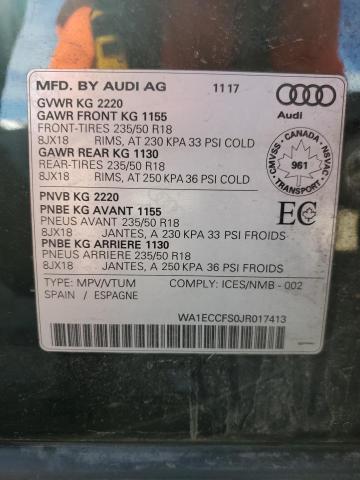 MFD. BY AUDI AG 11 17
Audi
GVWR KG 2220
GAWR FRONT KG 1155
FRONT-TIRES 235/50 R18
8JX18 RIMS, AT 230 KPA 33 PSI COLD
GAWR REAR KG 1130
REAR-TIRES 235/50 R18
8JX18 RIMS, AT 250 KPA 36 PSI COLD
CMVSS - CANADA - NSVAC
961
TRANSPORT
PNVB KG 2220
PNBE KG AVANT 1155
PNEUS AVANT 235/50 R18
8JX18 JANTES, A 230 KPA 33 PSI FROIDS
PNBE KG ARRIERE 1130
PNEUS ARRIERE 235/50 R18
8JX18 JANTES, A 250 KPA 36 PSI FROIDS
EC
TYPE: MPV/VTUM COMPLY: ICES/NMB - 002
SPAIN / ESPAGNE
WA1ECCFS0JR017413